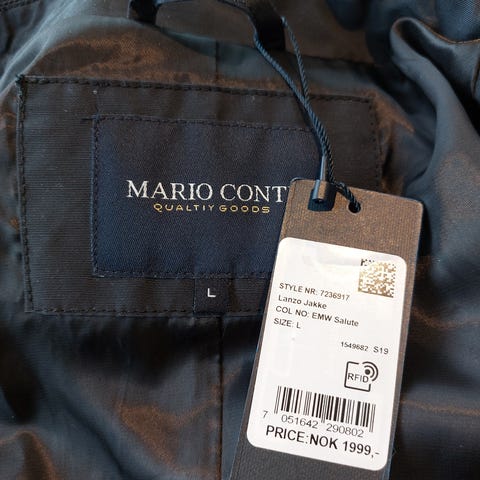 MARIO CONT
QUALTIY GOODS
L
STYLE NR: 7236917
Lanzo Jakke
COL NO: EMW Salute
SIZE: L
1549682 S19
RFID
7 051642 290802
PRICE:NOK 1999,-